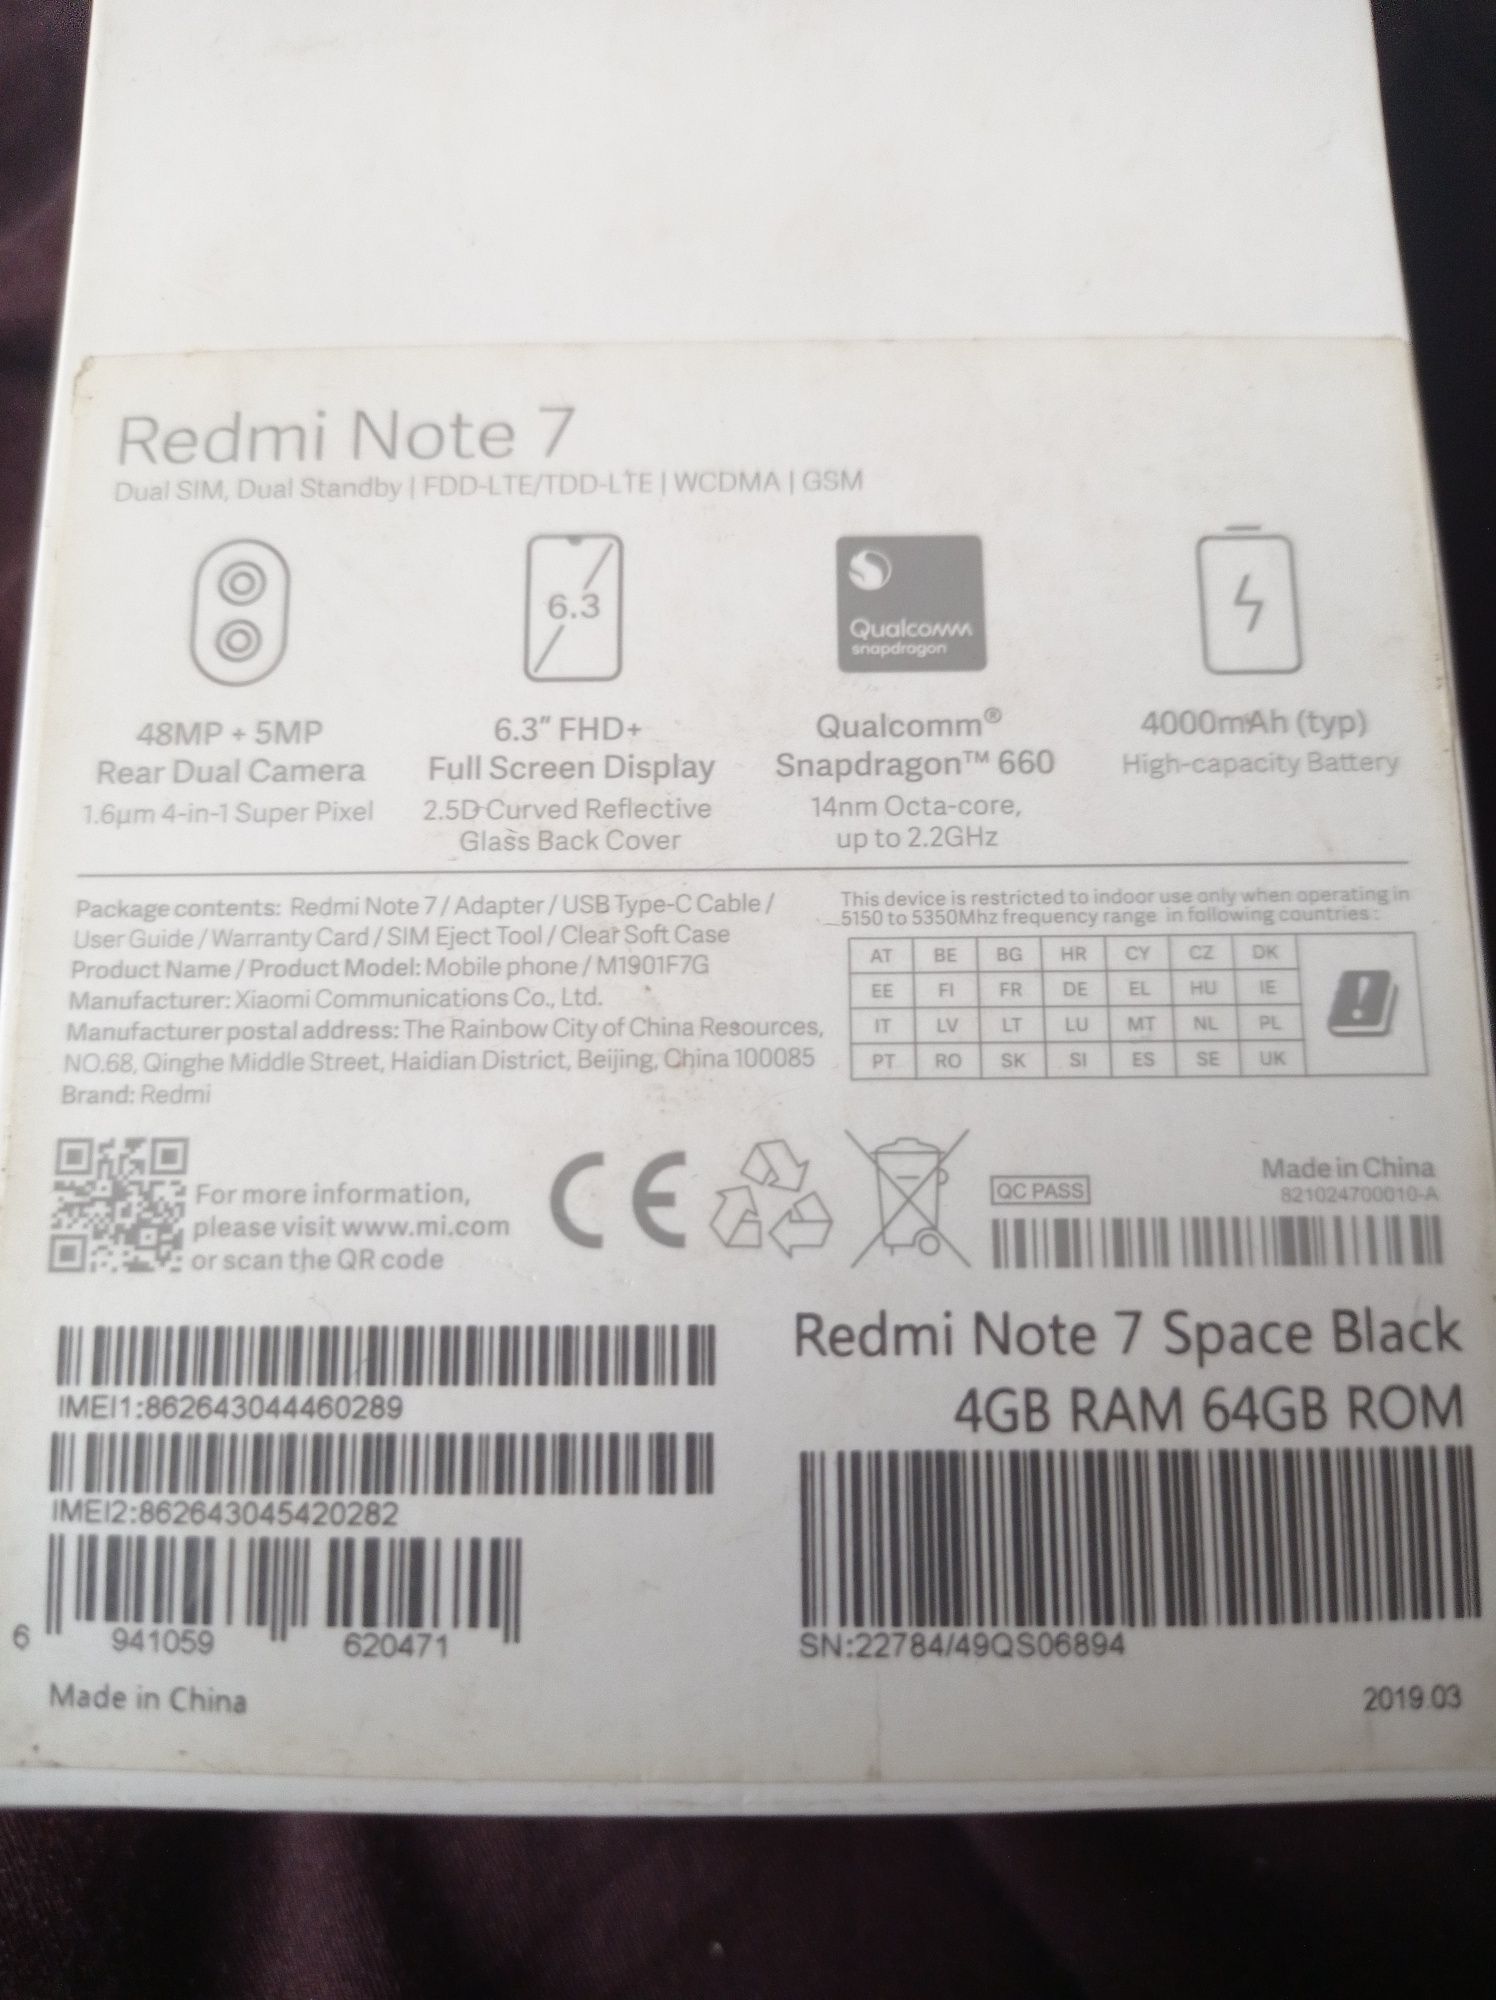 Redmi Note 7
Dual SIM, Dual Standby | FDD-LTE/TDD-LTE | WCDMA | GSM
6.3
Qualcomm
snapdragon
48MP + 5MP
Rear Dual Camera
1.6μm 4-in-1 Super Pixel
6.3" FHD+
Full Screen Display
2.5D Curved Reflective
Glass Back Cover
Qualcomm®
Snapdragon™ 660
14nm Octa-core,
up to 2.2GHz
4000mAh (typ)
High-capacity Battery
Package contents: Redmi Note 7 / Adapter / USB Type-C Cable /
User Guide / Warranty Card / SIM Eject Tool / Clear Soft Case
Product Name / Product Model: Mobile phone / M1901F7G
Manufacturer: Xiaomi Communications Co., Ltd.
Manufacturer postal address: The Rainbow City of China Resources,
NO.68, Qinghe Middle Street, Haidian District, Beijing, China 100085
Brand: Redmi
This device is restricted to indoor use only when operating in
5150 to 5350Mhz frequency range in following countries:
AT BE BG HR CY CZ DK
EE FI FR DE EL HU IE
IT LV LT LU MT NL PL
PT RO SK SI ES SE UK
For more information,
please visit www.mi.com
or scan the QR code
CE
QC PASS
Made in China
821024700010-A
IMEI1:862643044460289
IMEI2:862643045420282
6 941059 620471
Made in China
Redmi Note 7 Space Black
4GB RAM 64GB ROM
SN:22784/49QS06894
2019.03